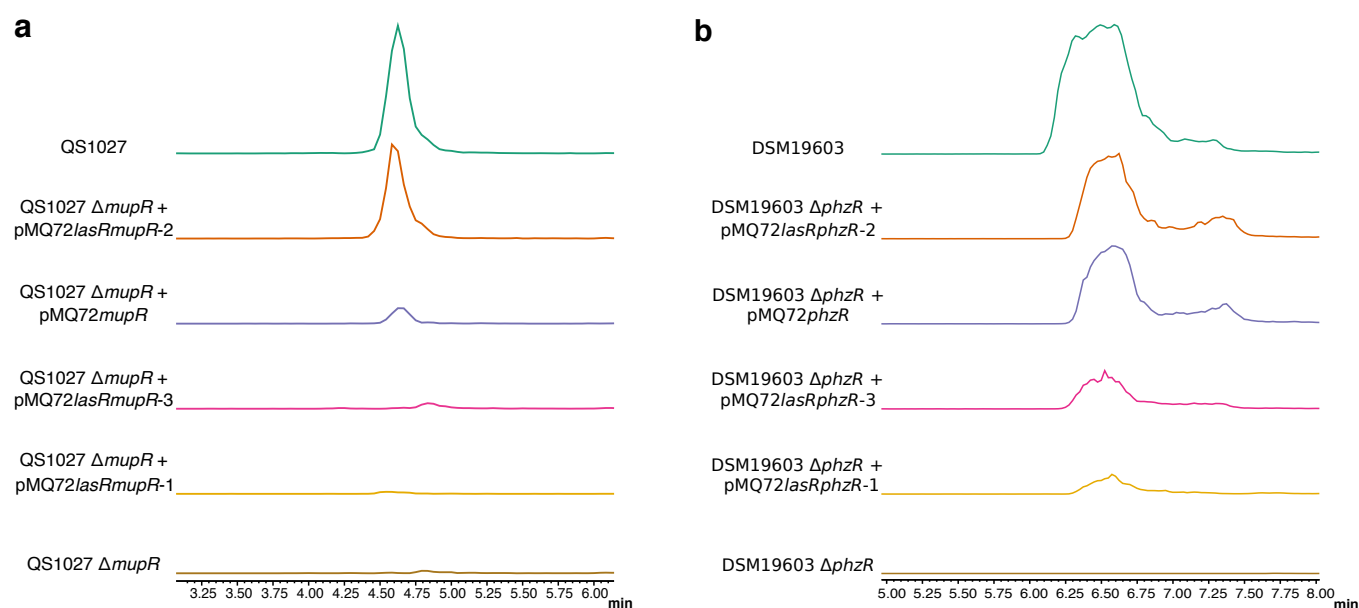 a
QS1027
QS1027 ΔmupR +
pMQ72lasRmupR-2
QS1027 ΔmupR +
pMQ72mupR
QS1027 ΔmupR +
pMQ72lasRmupR-3
QS1027 ΔmupR +
pMQ72lasRmupR-1
QS1027 ΔmupR
3.25 3.50 3.75 4.00 4.25 4.50 4.75 5.00 5.25 5.50 5.75 6.00
min
b
DSM19603
DSM19603 ΔphzR +
pMQ72lasRphzR-2
DSM19603 ΔphzR +
pMQ72phzR
DSM19603 ΔphzR +
pMQ72lasRphzR-3
DSM19603 ΔphzR +
pMQ72lasRphzR-1
DSM19603 ΔphzR
5.00 5.25 5.50 5.75 6.00 6.25 6.50 6.75 7.00 7.25 7.50 7.75 8.00
min